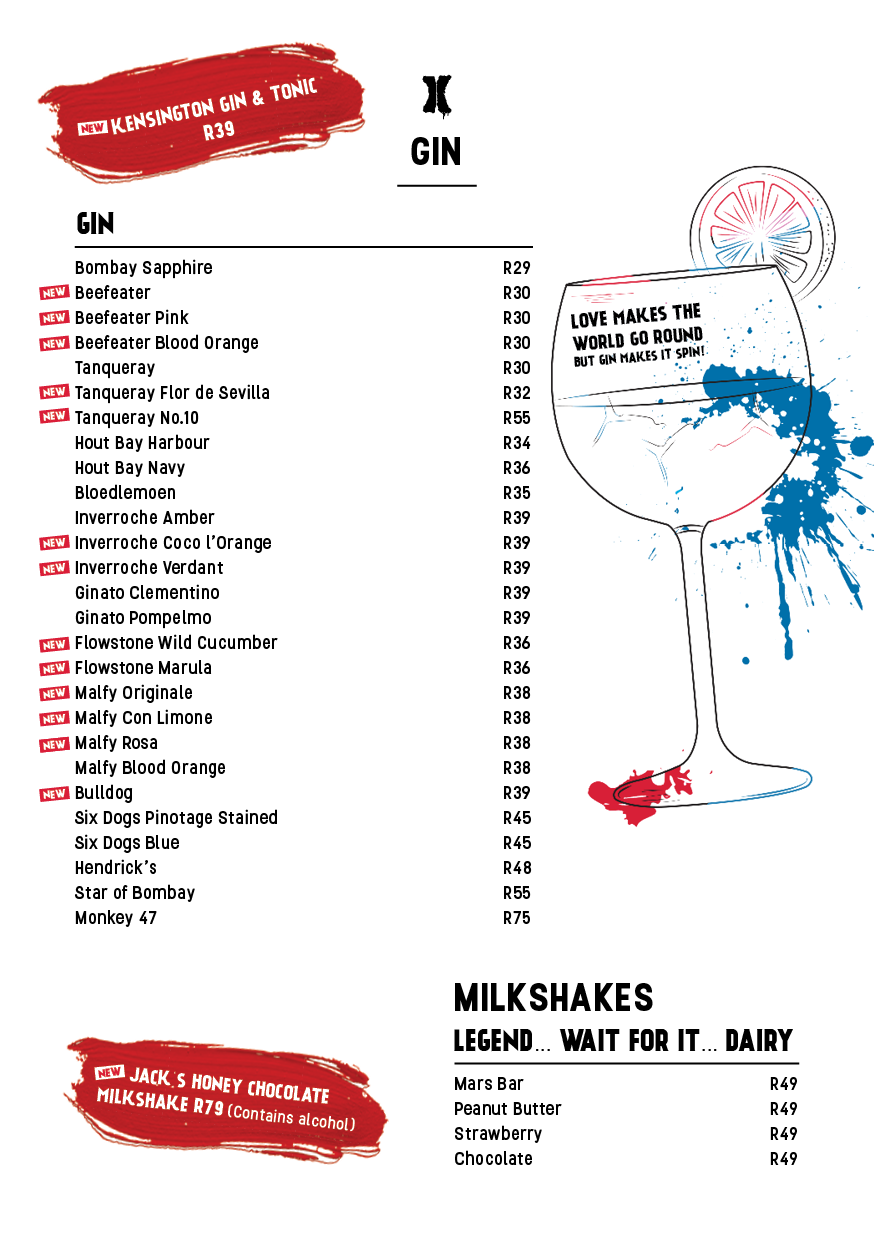 NEW KENSINGTON GIN & TONIC
R39
GIN
GIN
Bombay Sapphire R29
NEW Beefeater R30
NEW Beefeater Pink R30
NEW Beefeater Blood Orange R30
Tanqueray R30
NEW Tanqueray Flor de Sevilla R32
NEW Tanqueray No.10 R55
Hout Bay Harbour R34
Hout Bay Navy R36
Bloedlemoen R35
Inverroche Amber R39
NEW Inverroche Coco l'Orange R39
NEW Inverroche Verdant R39
Ginato Clementino R39
Ginato Pompelmo R39
NEW Flowstone Wild Cucumber R36
NEW Flowstone Marula R36
NEW Malfy Originale R38
NEW Malfy Con Limone R38
NEW Malfy Rosa R38
Malfy Blood Orange R38
NEW Bulldog R39
Six Dogs Pinotage Stained R45
Six Dogs Blue R45
Hendrick's R48
Star of Bombay R55
Monkey 47 R75
LOVE MAKES THE
WORLD GO ROUND
BUT GIN MAKES IT SPIN!
NEW JACK'S HONEY CHOCOLATE
MILKSHAKE R79 (Contains alcohol)
MILKSHAKES
LEGEND... WAIT FOR IT... DAIRY
Mars Bar R49
Peanut Butter R49
Strawberry R49
Chocolate R49